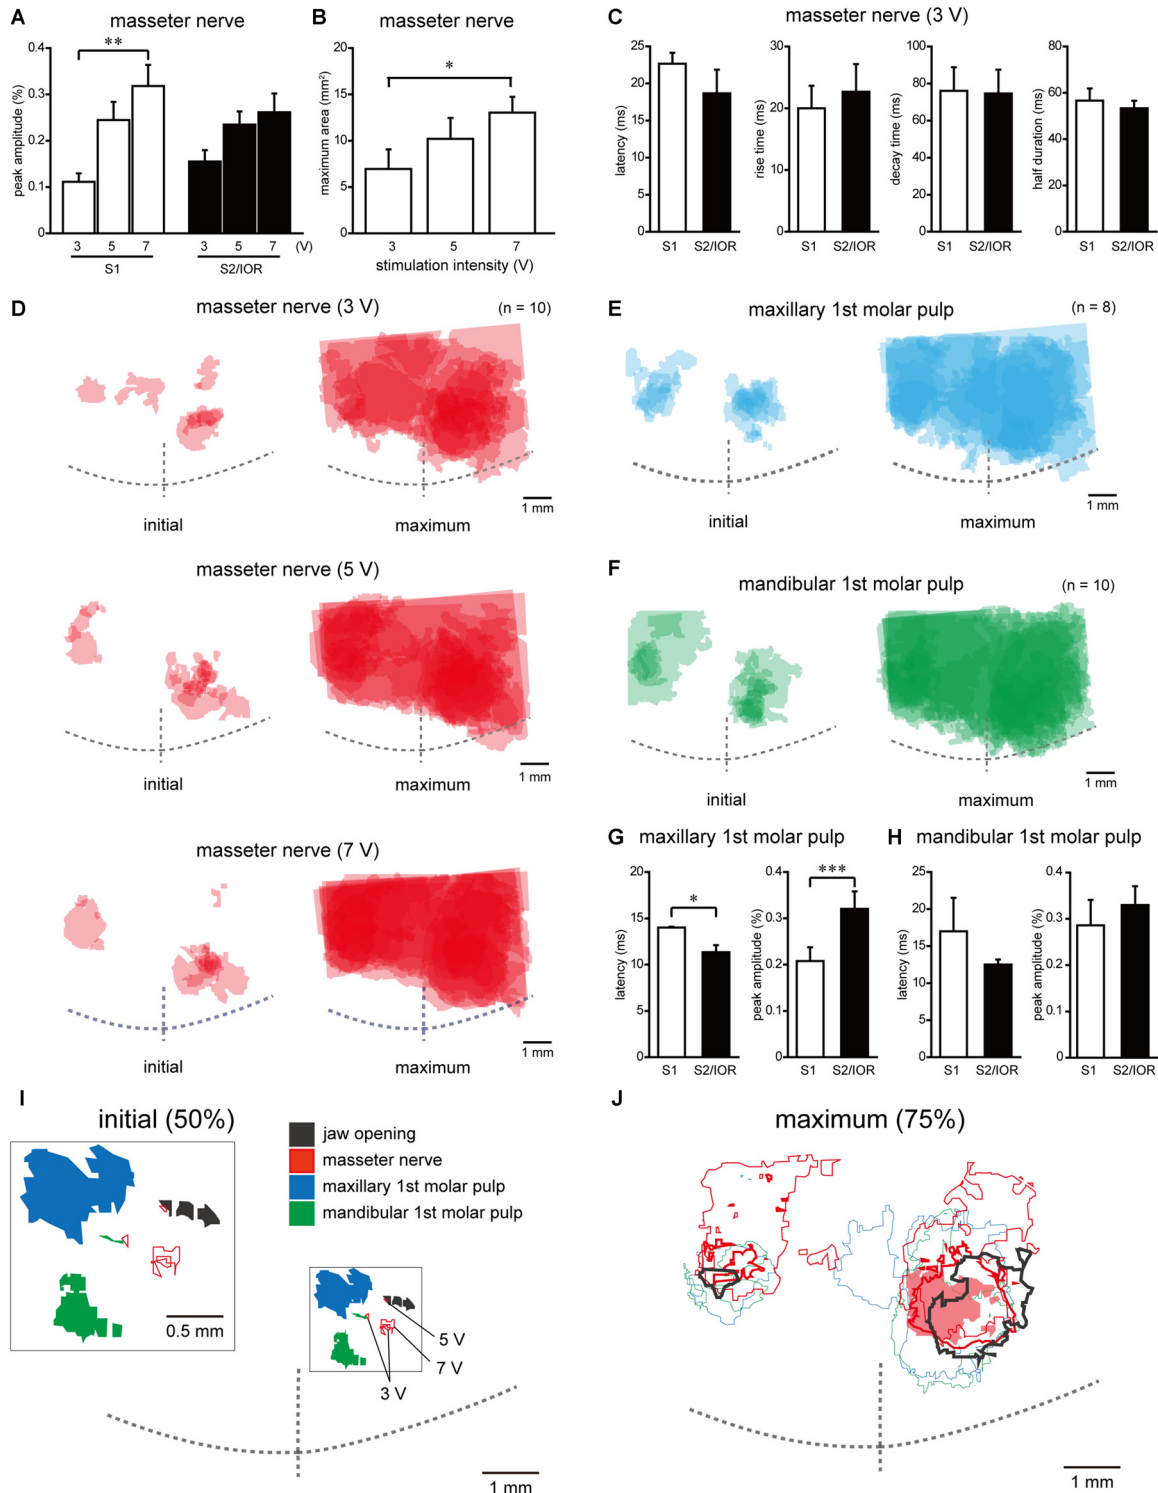 A
masseter nerve
peak amplitude (%)
0.4
0.3
0.2
0.1
0
**
3 5 7 3 5 7 (V)
S1 S2/IOR
B
masseter nerve
maximum area (mm²)
20
15
10
5
0
*
3 5 7
stimulation intensity (V)
C
masseter nerve (3 V)
latency (ms)
25
20
15
10
5
0
S1 S2/IOR
rise time (ms)
30
20
10
0
S1 S2/IOR
decay time (ms)
100
80
60
40
20
0
S1 S2/IOR
half duration (ms)
80
60
40
20
0
S1 S2/IOR
D
masseter nerve (3 V)
(n = 10)
initial
maximum
1 mm
masseter nerve (5 V)
initial
maximum
1 mm
masseter nerve (7 V)
initial
maximum
1 mm
E
maxillary 1st molar pulp
(n = 8)
initial
maximum
1 mm
F
mandibular 1st molar pulp
(n = 10)
initial
maximum
1 mm
G
maxillary 1st molar pulp
latency (ms)
20
15
10
5
0
*
S1 S2/IOR
peak amplitude (%)
0.4
0.3
0.2
0.1
0
***
S1 S2/IOR
H
mandibular 1st molar pulp
latency (ms)
25
20
15
10
5
0
S1 S2/IOR
peak amplitude (%)
0.4
0.3
0.2
0.1
0
S1 S2/IOR
I
initial (50%)
jaw opening
masseter nerve
maxillary 1st molar pulp
mandibular 1st molar pulp
0.5 mm
5 V
7 V
3 V
1 mm
J
maximum (75%)
1 mm